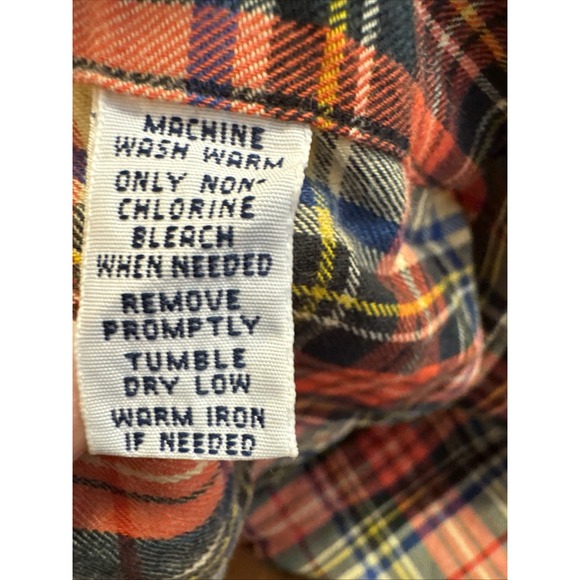 MACHINE
WASH WARM
ONLY NON-
CHLORINE
BLEACH
WHEN NEEDED
REMOVE
PROMPTLY
TUMBLE
DRY LOW
WARM IRON
IF NEEDED